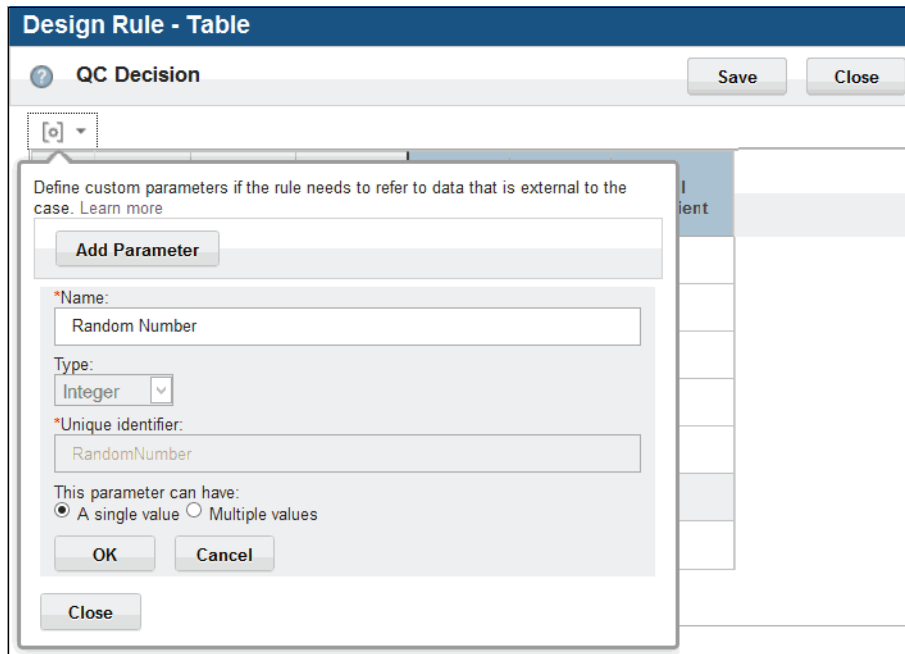 Design Rule - Table
QC Decision
Save
Close
Define custom parameters if the rule needs to refer to data that is external to the
case. Learn more
Add Parameter
*Name:
Random Number
Type:
Integer
*Unique identifier:
RandomNumber
This parameter can have:
A single value
Multiple values
OK
Cancel
Close